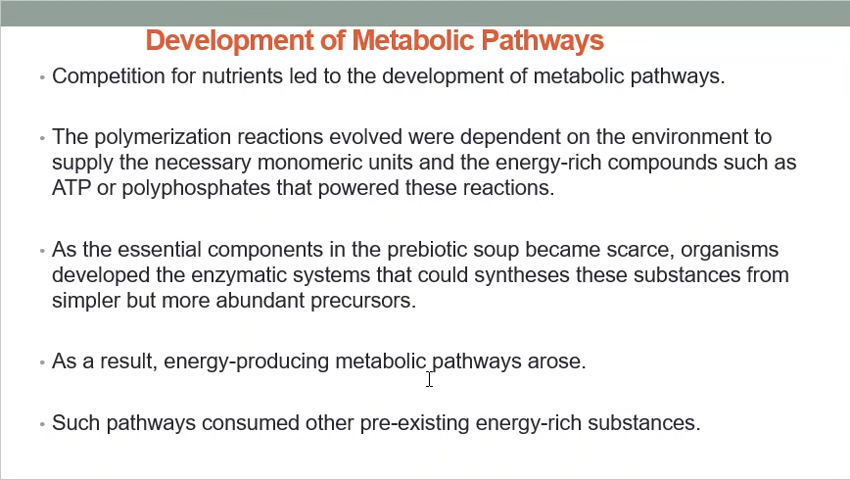 Development of Metabolic Pathways
• Competition for nutrients led to the development of metabolic pathways.
• The polymerization reactions evolved were dependent on the environment to
supply the necessary monomeric units and the energy-rich compounds such as
ATP or polyphosphates that powered these reactions.
• As the essential components in the prebiotic soup became scarce, organisms
developed the enzymatic systems that could syntheses these substances from
simpler but more abundant precursors.
• As a result, energy-producing metabolic pathways arose.
• Such pathways consumed other pre-existing energy-rich substances.